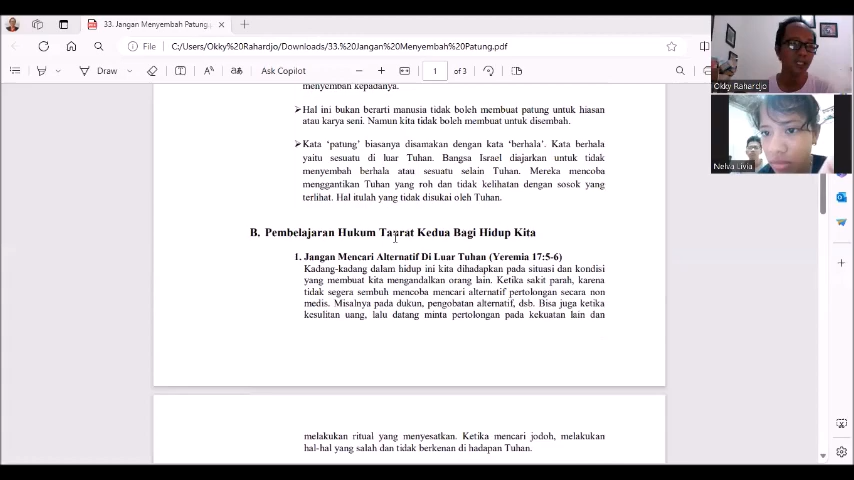 33. Jangan Menyembah Patung.
File
C:/Users/Okky%20Rahardjo/Downloads/33.%20Jangan%20Menyembah%20Patung.pdf
Draw
Ask Copilot
1
of 3
menyembah kepadanya.
➢Hal ini bukan berarti manusia tidak boleh membuat patung untuk hiasan
atau karya seni. Namun kita tidak boleh membuat untuk disembah.
➢Kata ‘patung’ biasanya disamakan dengan kata ‘berhala’. Kata berhala
yaitu sesuatu di luar Tuhan. Bangsa Israel diajarkan untuk tidak
menyembah berhala atau sesuatu selain Tuhan. Mereka mencoba
menggantikan Tuhan yang roh dan tidak kelihatan dengan sosok yang
terlihat. Hal itulah yang tidak disukai oleh Tuhan.
B. Pembelajaran Hukum Taurat Kedua Bagi Hidup Kita
1. Jangan Mencari Alternatif Di Luar Tuhan (Yeremia 17:5-6)
Kadang-kadang dalam hidup ini kita dihadapkan pada situasi dan kondisi
yang membuat kita mengandalkan orang lain. Ketika sakit parah, karena
tidak segera sembuh mencoba mencari alternatif pertolongan secara non
medis. Misalnya pada dukun, pengobatan alternatif, dsb. Bisa juga ketika
kesulitan uang, lalu datang minta pertolongan pada kekuatan lain dan
melakukan ritual yang menyesatkan. Ketika mencari jodoh, melakukan
hal-hal yang salah dan tidak berkenan di hadapan Tuhan.
Okky Rahardjo
Nelva Livia